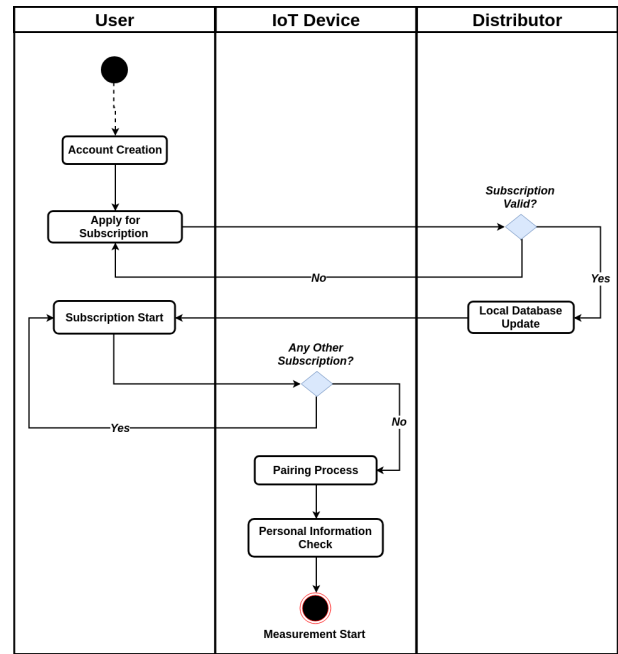 User
IoT Device
Distributor
Account Creation
Subscription
Valid?
Apply for
Subscription
No
Yes
Subscription Start
Local Database
Update
Any Other
Subscription?
Yes
No
Pairing Process
Personal Information
Check
Measurement Start